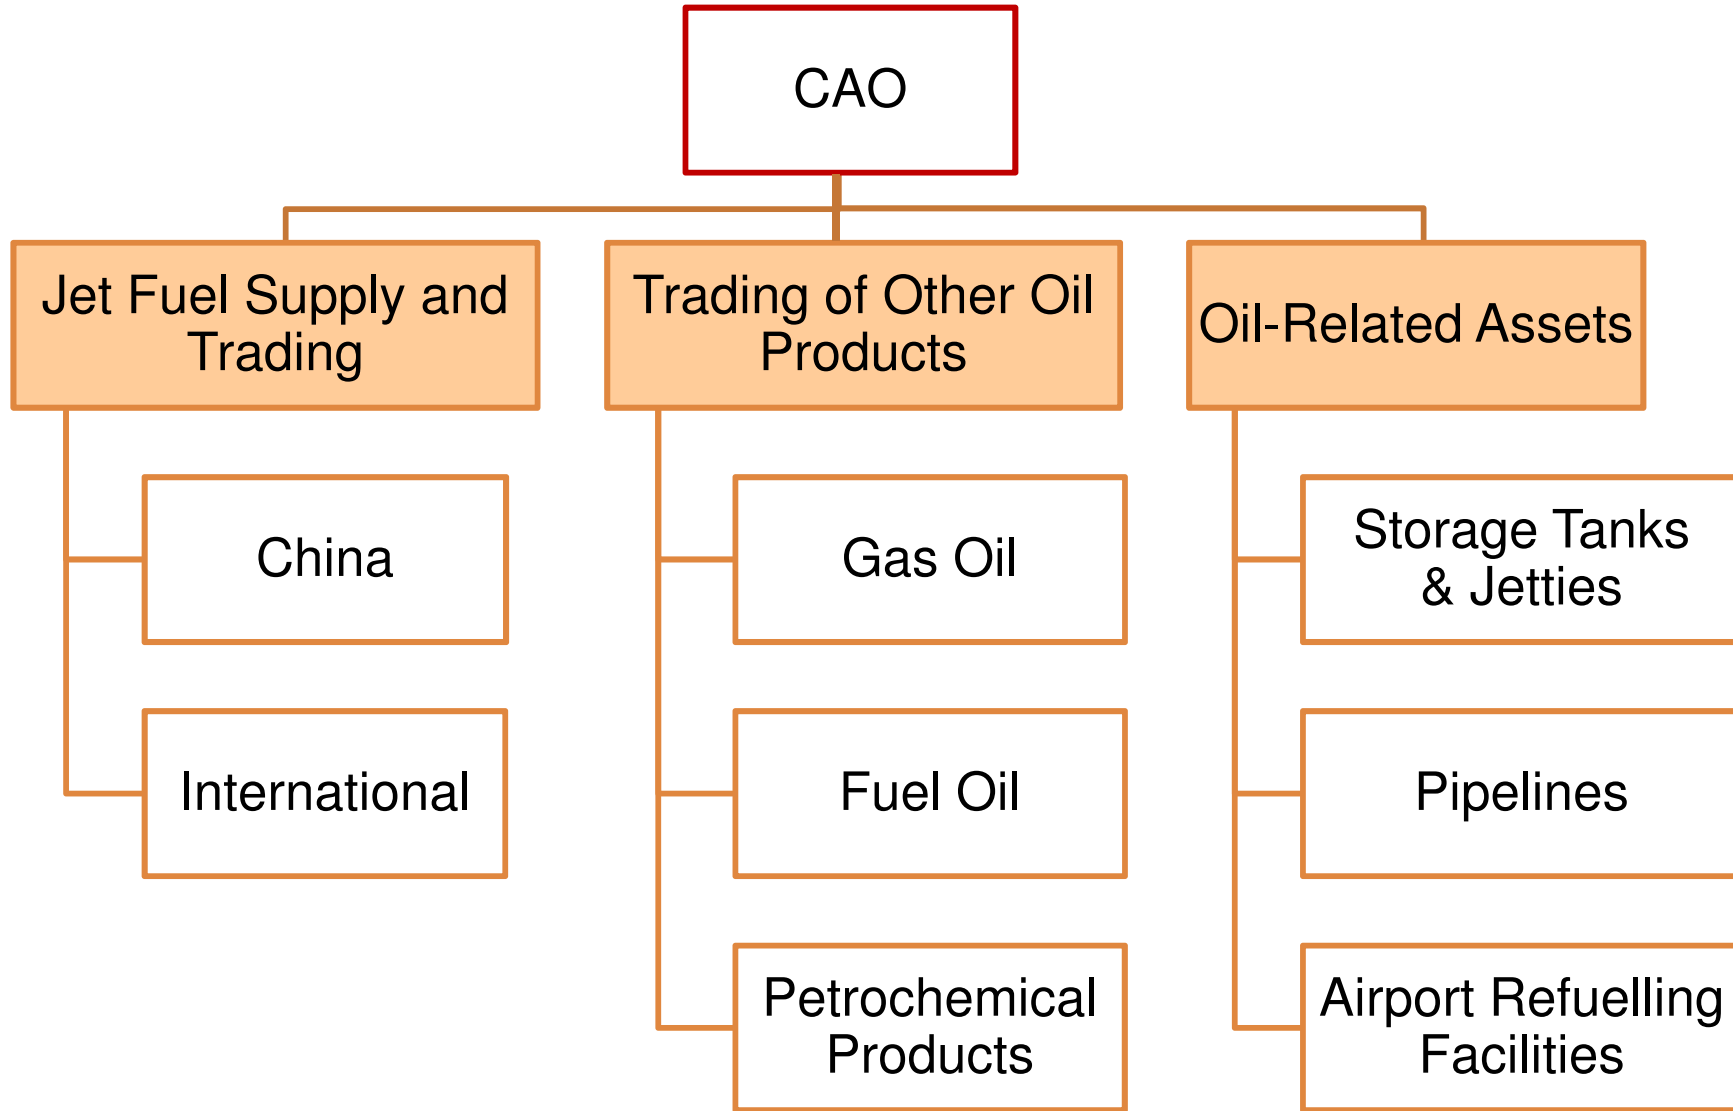 CAO
Jet Fuel Supply and
Trading
China
International
Trading of Other Oil
Products
Gas Oil
Fuel Oil
Petrochemical
Products
Oil-Related Assets
Storage Tanks
& Jetties
Pipelines
Airport Refuelling
Facilities